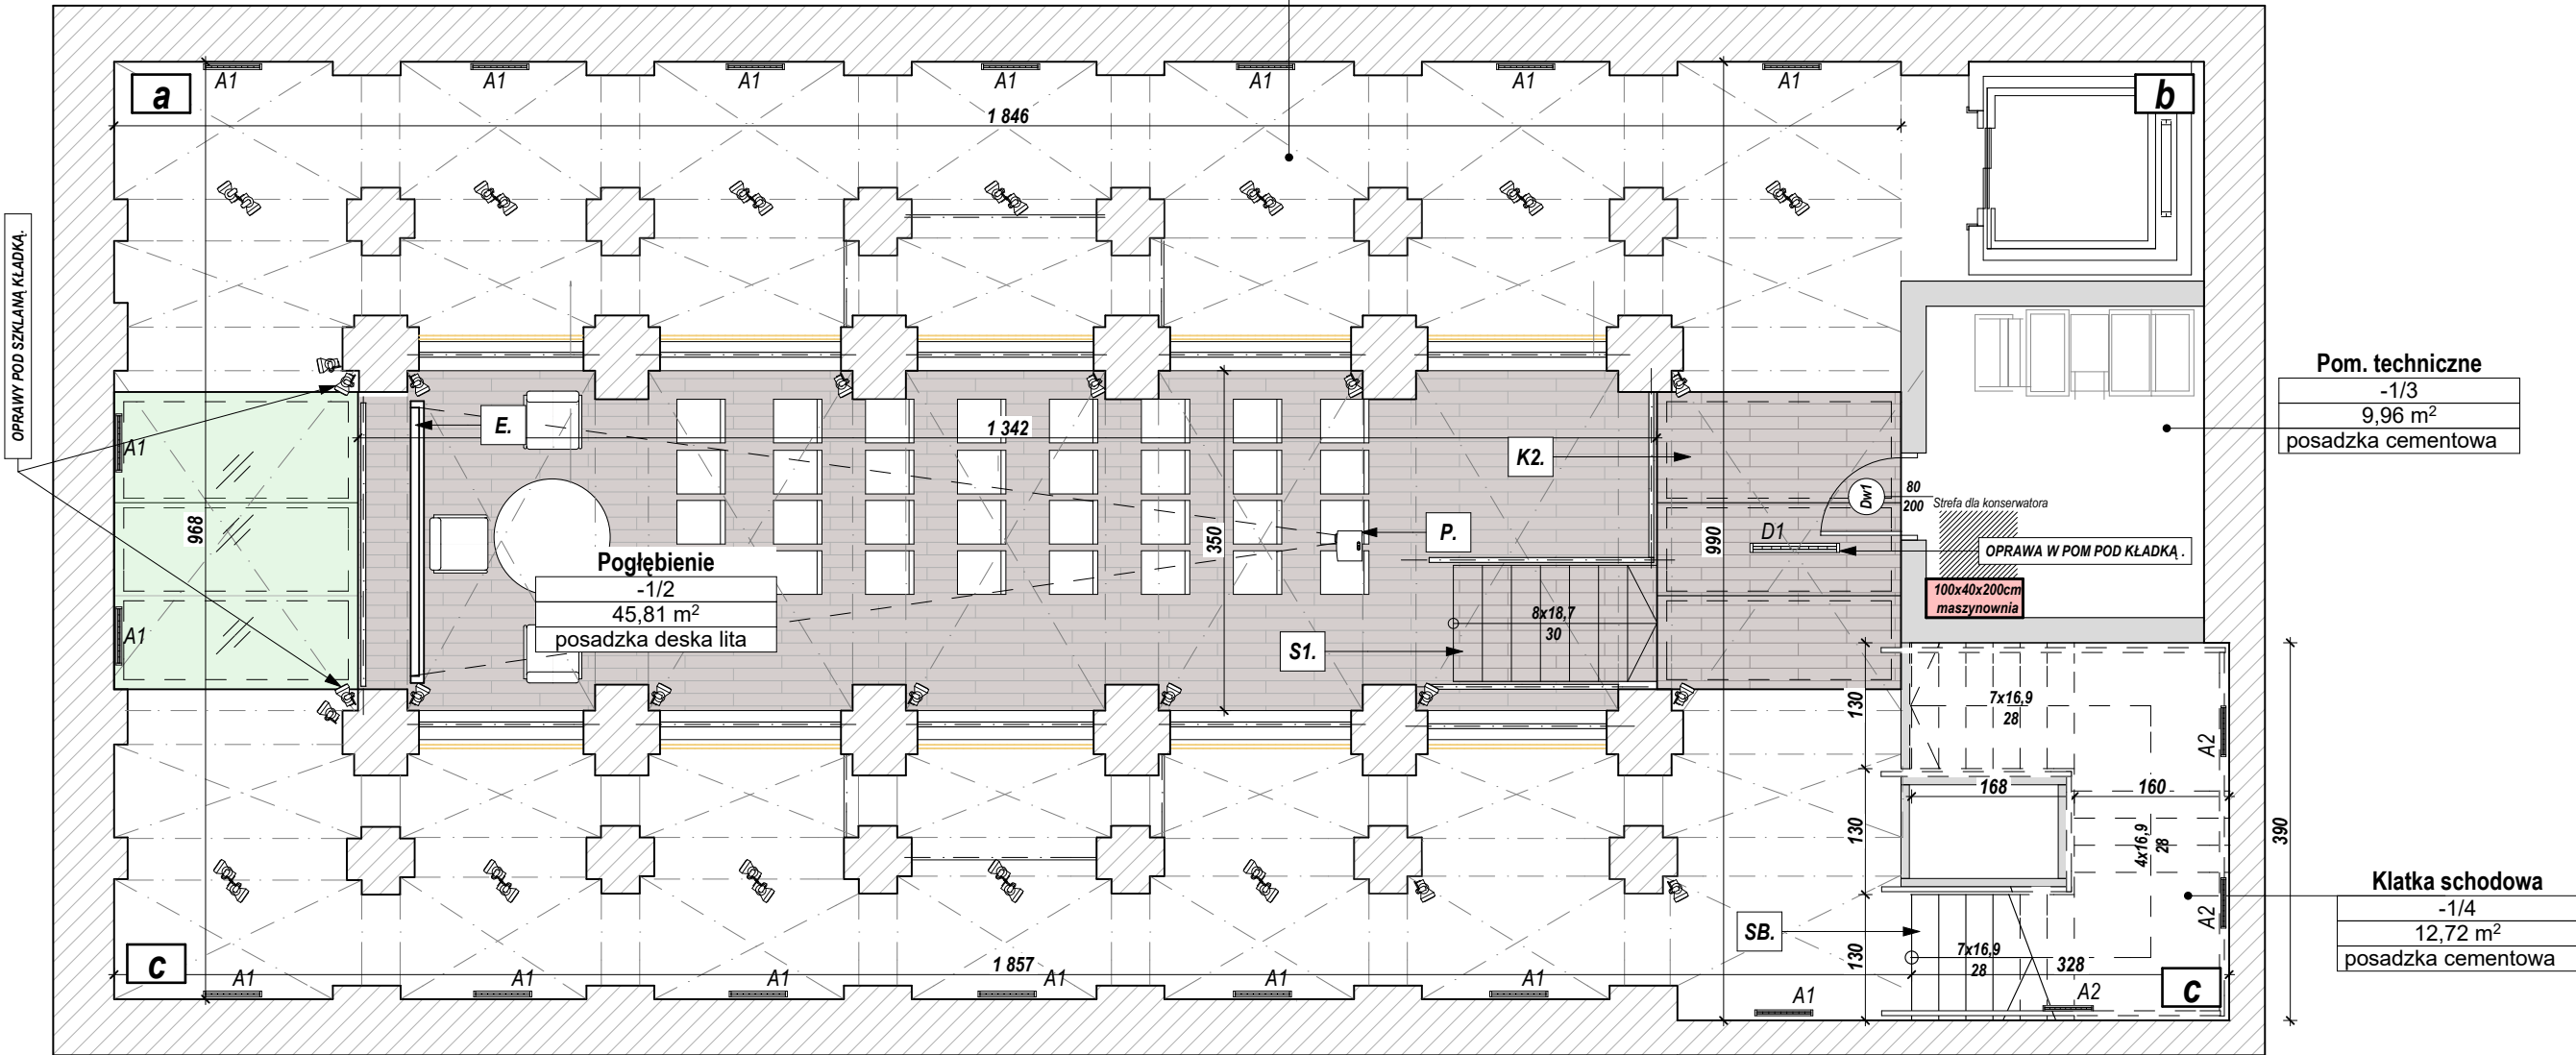 a
A1
A1
A1
A1
A1
A1
A1
b
1 846
OPRAWY POD SZKLANĄ KŁADKĄ.
Pom. techniczne
-1/3
9,96 m²
posadzka cementowa
E.
1 342
K2.
A1
968
350
P.
990
Dw1
80
200
Strefa dla konserwatora
D1
OPRAWA W POM POD KŁADKĄ .
Pogłębienie
-1/2
45,81 m²
posadzka deska lita
100x40x200cm
maszynownia
A1
8x18,7
30
S1.
130
7x16,9
28
A2
168
160
130
4x16,9
28
390
Klatka schodowa
-1/4
12,72 m²
posadzka cementowa
A2
SB.
130
7x16,9
28
328
c
1 857
A1
A1
A1
A1
A1
A1
A1
A2
c